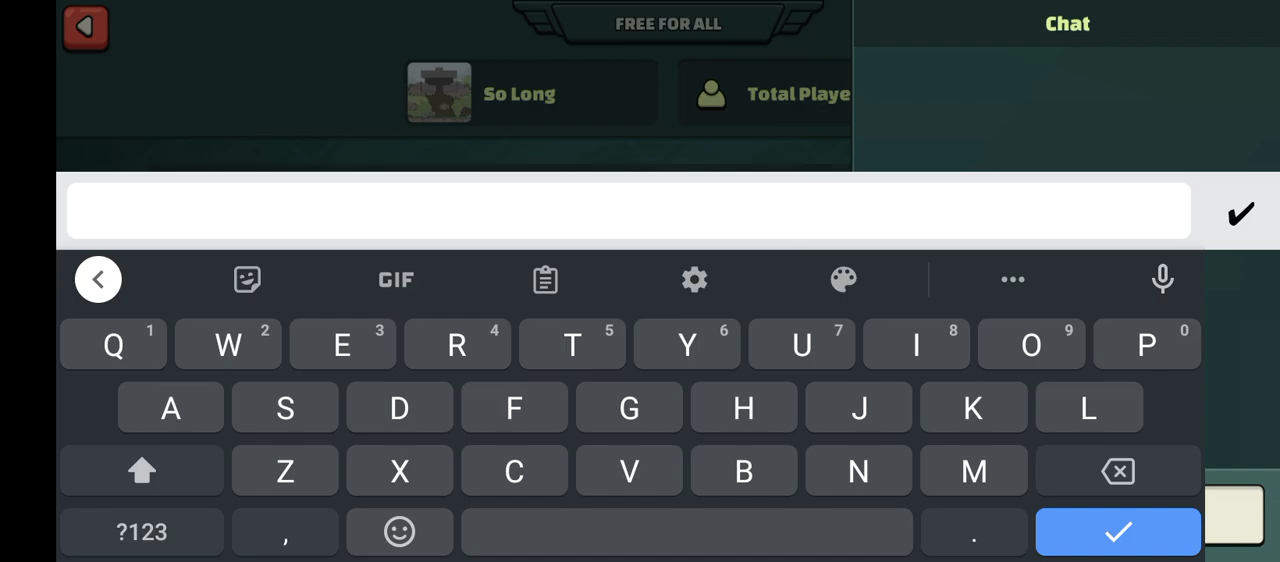 FREE FOR ALL
Chat
So Long
Total Playe
GIF
Q 1 W 2 E 3 R 4 T 5 Y 6 U 7 I 8 O 9 P 0
A S D F G H J K L
Z X C V B N M
?123 , .